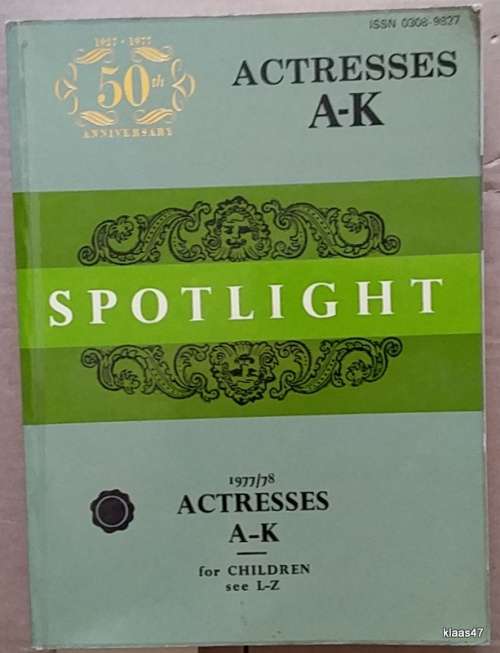 ISSN 0308-9827
1927 - 1977
50th
ANNIVERSARY
ACTRESSES
A-K
SPOTLIGHT
1977/78
ACTRESSES
A-K
for CHILDREN
see L-Z
klaas47